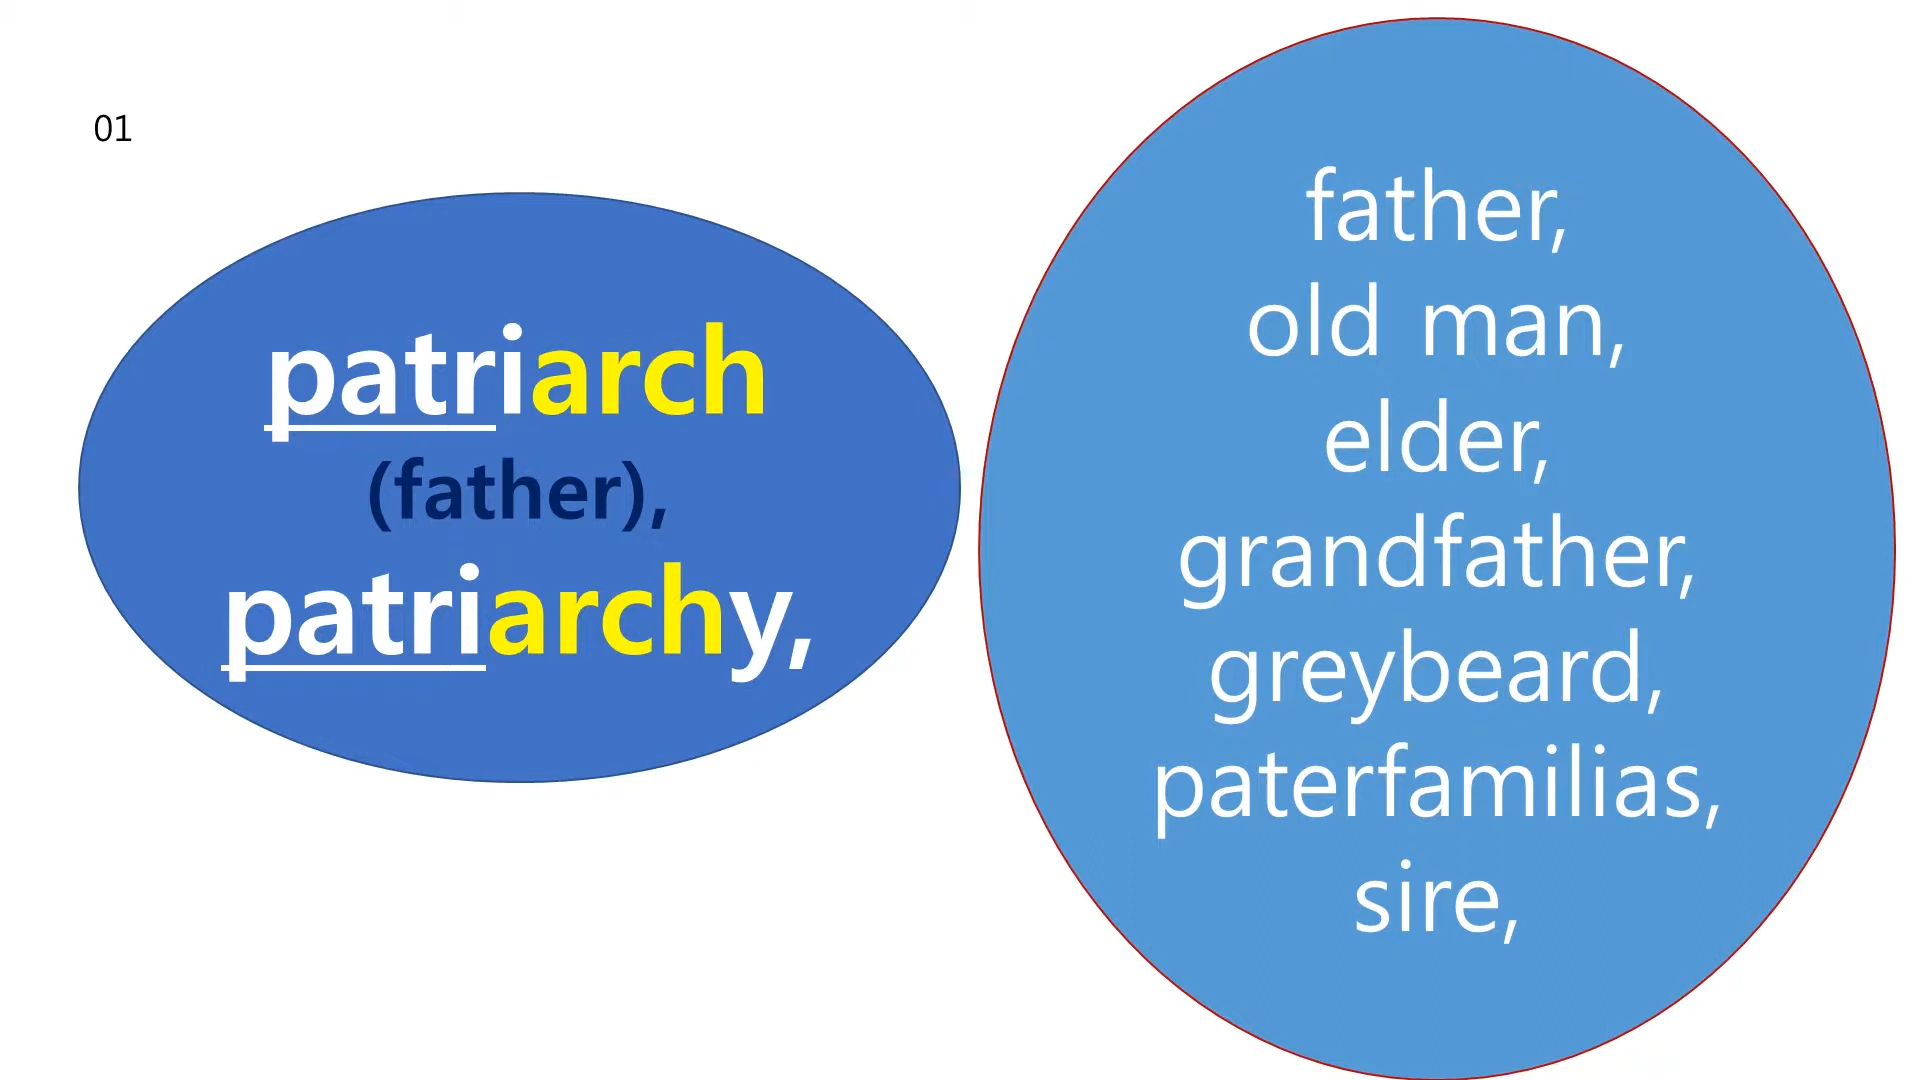 01
patriarch
(father),
patriarchy,
father,
old man,
elder,
grandfather,
greybeard,
paterfamilias,
sire,